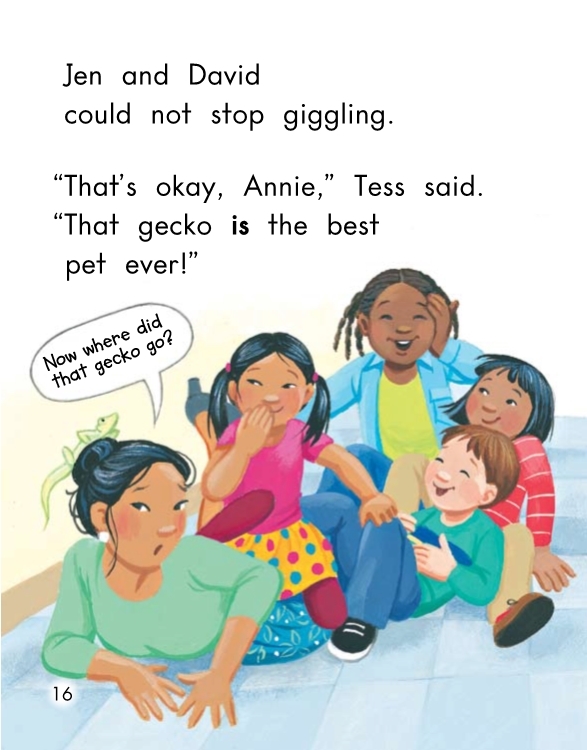 Jen and David
could not stop giggling.
“That's okay, Annie,” Tess said.
“That gecko is the best
pet ever!”
Now where did
that gecko go?
16